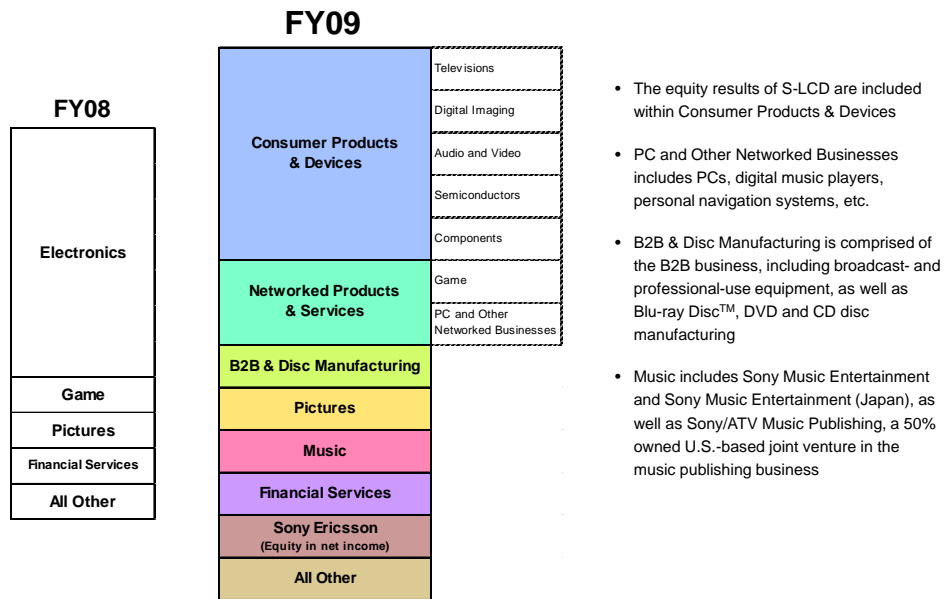 FY08
Electronics
Game
Pictures
Financial Services
All Other
FY09
Consumer Products
& Devices
Televisions
Digital Imaging
Audio and Video
Semiconductors
Components
Networked Products
& Services
Game
PC and Other
Networked Businesses
B2B & Disc Manufacturing
Pictures
Music
Financial Services
Sony Ericsson
(Equity in net income)
All Other
• The equity results of S-LCD are included
within Consumer Products & Devices
• PC and Other Networked Businesses
includes PCs, digital music players,
personal navigation systems, etc.
• B2B & Disc Manufacturing is comprised of
the B2B business, including broadcast- and
professional-use equipment, as well as
Blu-ray Disc™, DVD and CD disc
manufacturing
• Music includes Sony Music Entertainment
and Sony Music Entertainment (Japan), as
well as Sony/ATV Music Publishing, a 50%
owned U.S.-based joint venture in the
music publishing business